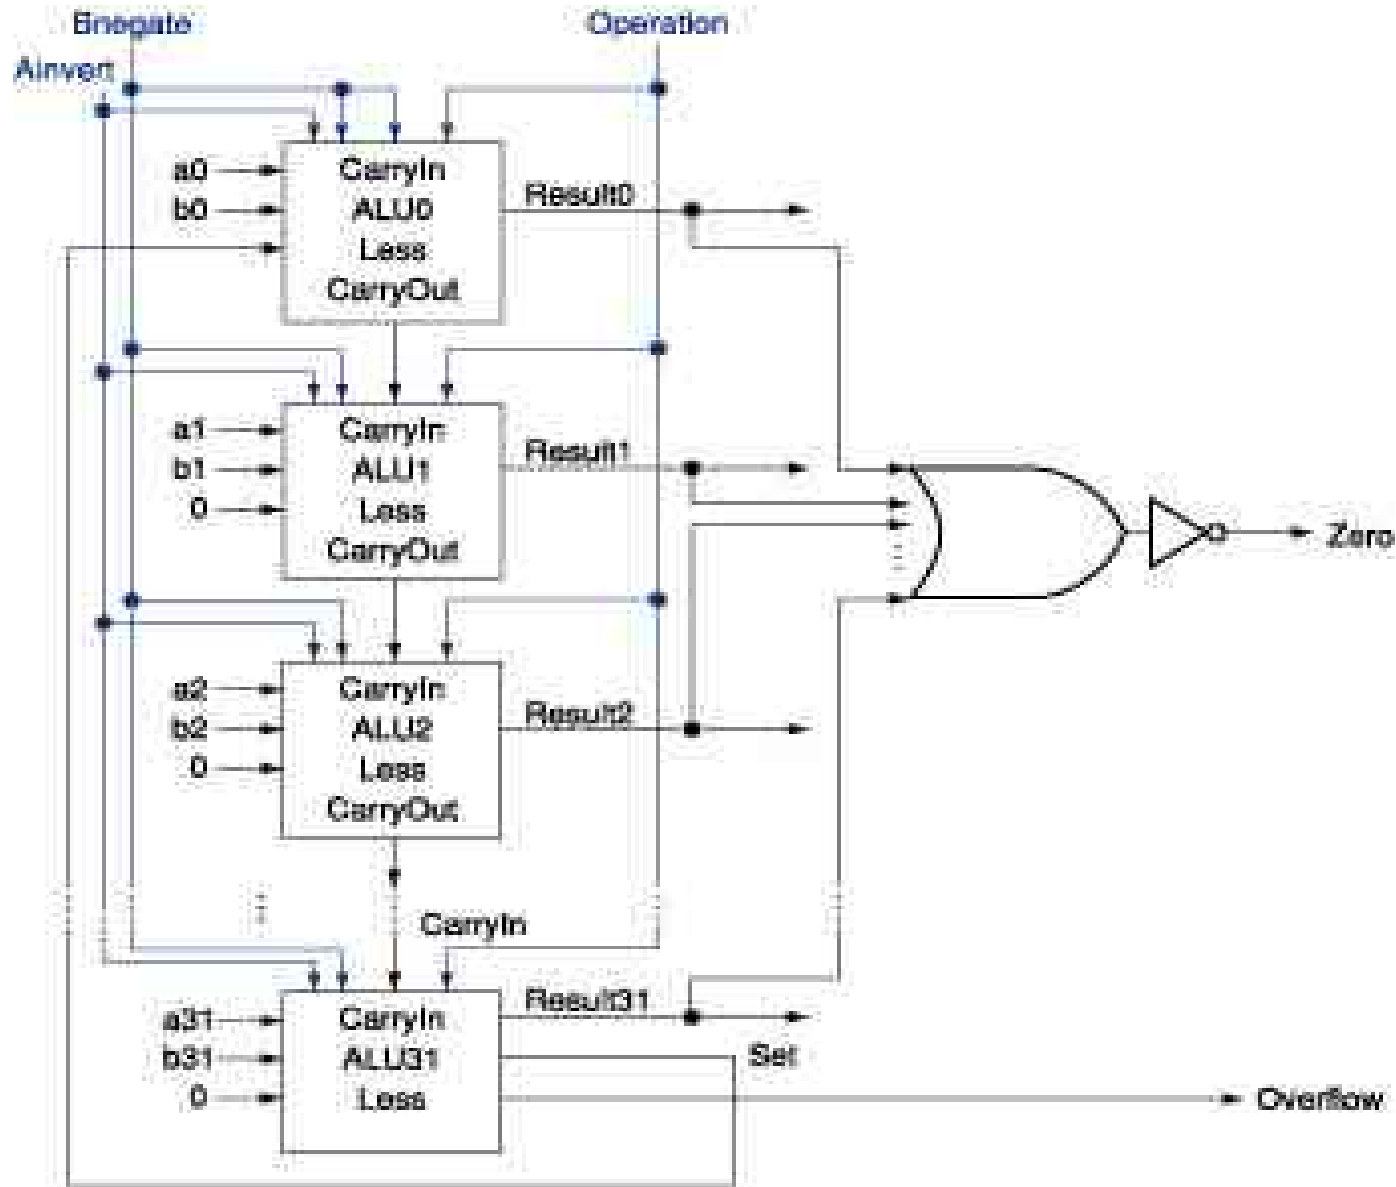 Bnegate
Operation
Ainvert
a0
CarryIn
Result0
b0
ALU0
Less
CarryOut
a1
CarryIn
Result1
b1
ALU1
0
Less
CarryOut
Zero
a2
CarryIn
Result2
b2
ALU2
0
Less
CarryOut
CarryIn
Result31
a31
CarryIn
b31
ALU31
Set
0
Less
Overflow